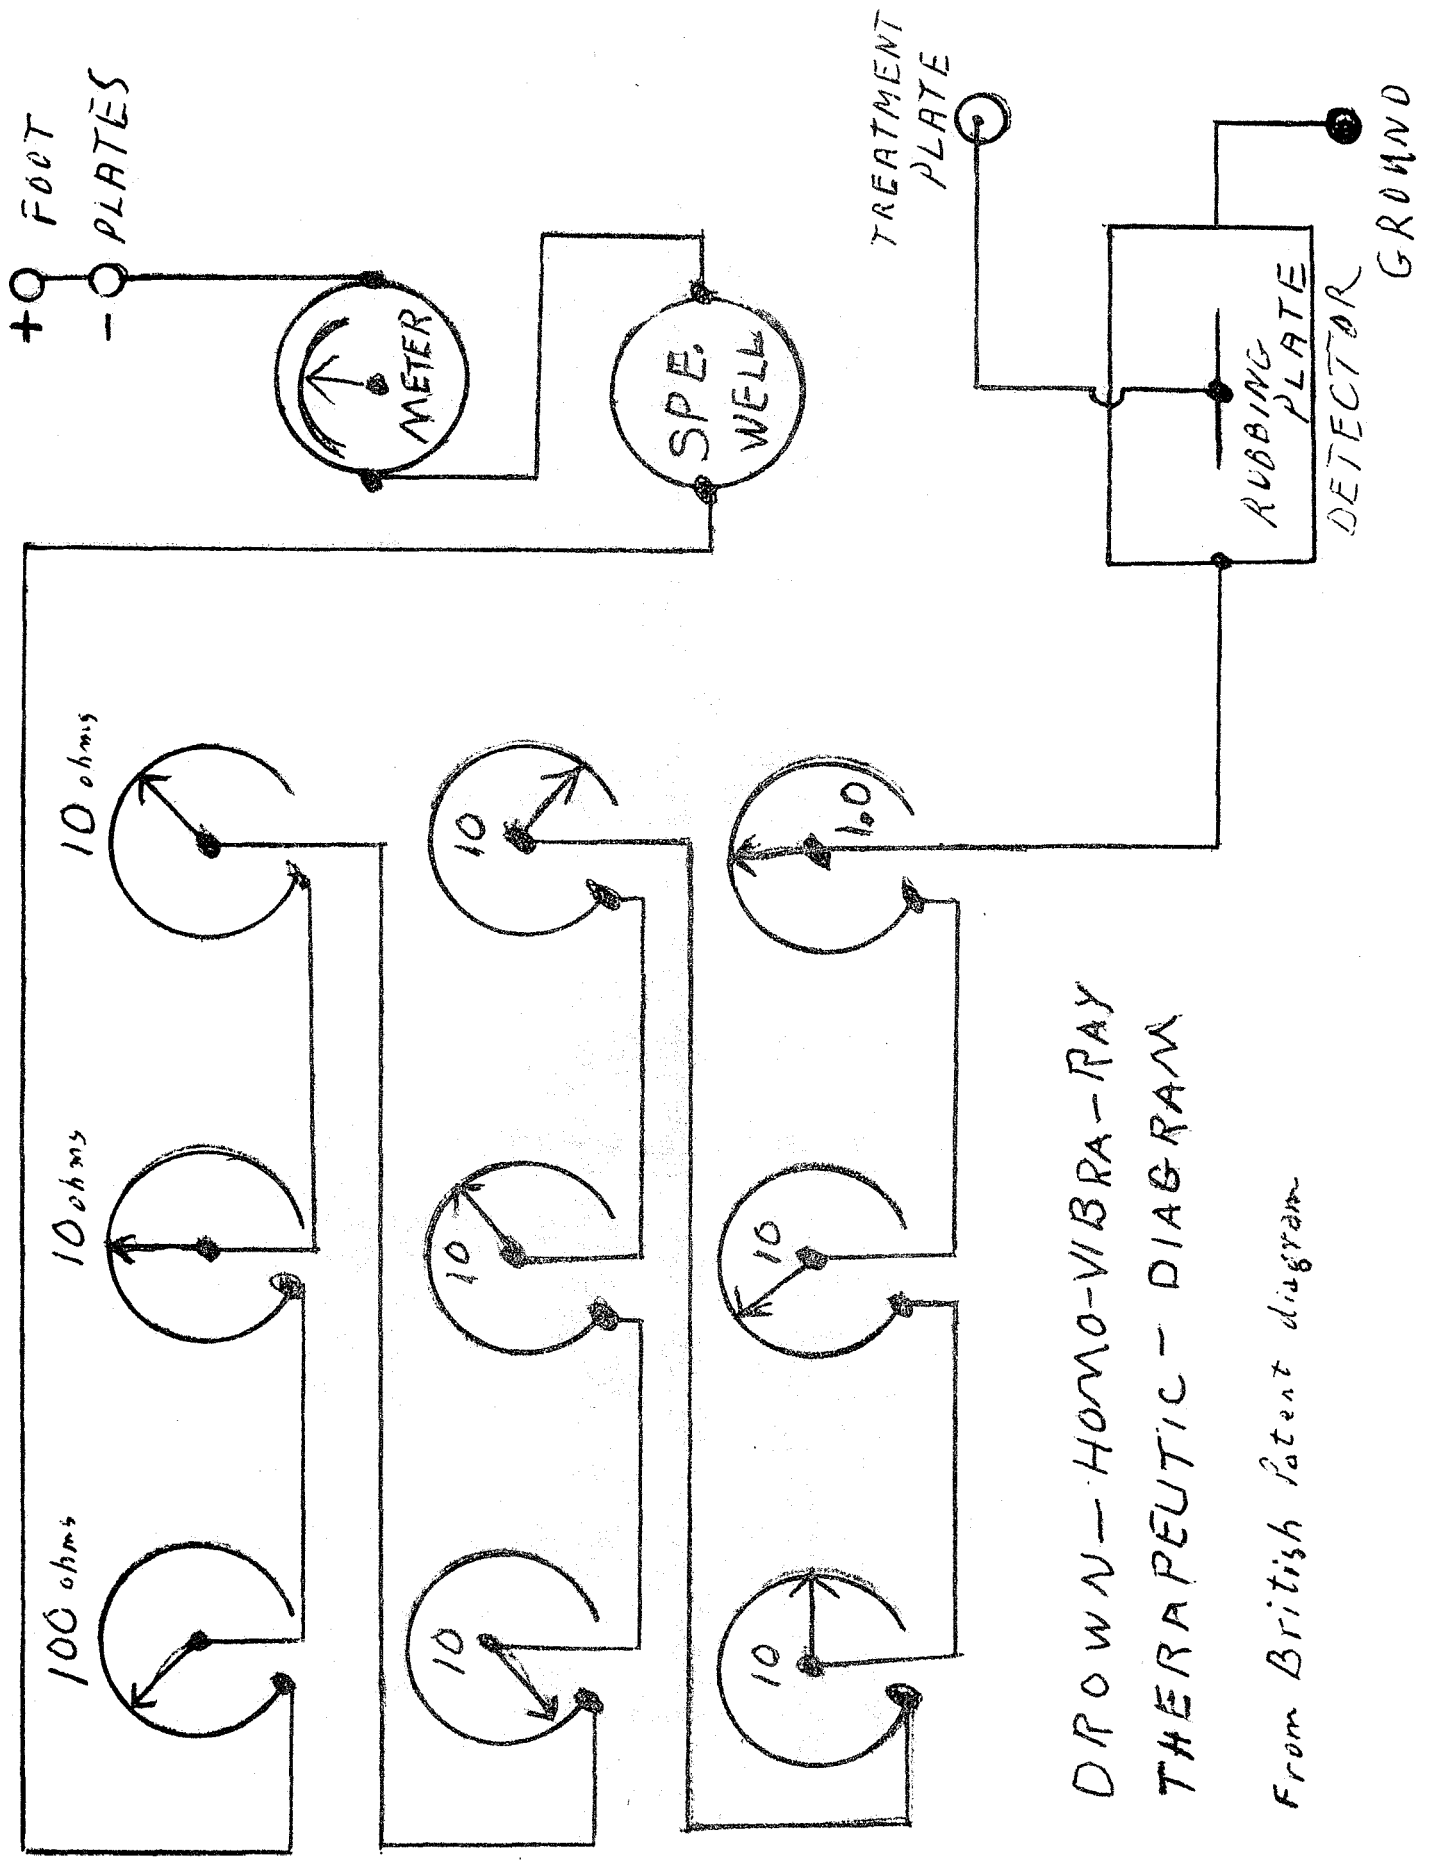 100 ohms
10 ohms
10 ohms
+ FOOT
- PLATES
METER
10
10
10
SPE.
WELL
10
10
1.0
TREATMENT
PLATE
RUBBING
PLATE
DETECTOR
GROUND
DROWN - HOMO-VIBRA-RAY
THERAPEUTIC - DIAGRAM
From British Patent diagram